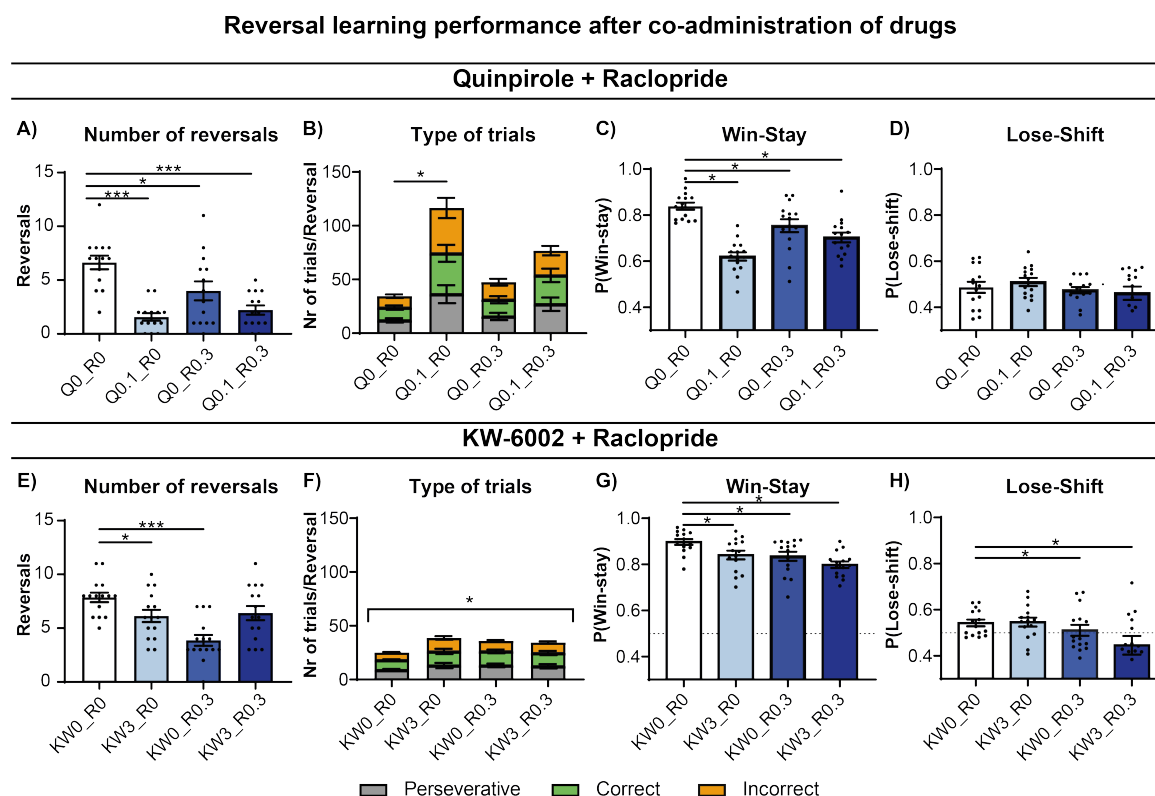 Reversal learning performance after co-administration of drugs
Quinpirole + Raclopride
A)
Number of reversals
Reversals
15
10
5
0
***
*
***
Q0_R0
Q0.1_R0
Q0_R0.3
Q0.1_R0.3
B)
Type of trials
Nr of trials/Reversal
150
100
50
0
*
Q0_R0
Q0.1_R0
Q0_R0.3
Q0.1_R0.3
C)
Win-Stay
P(Win-stay)
1.0
0.8
0.6
0.4
*
*
*
Q0_R0
Q0.1_R0
Q0_R0.3
Q0.1_R0.3
D)
Lose-Shift
P(Lose-shift)
1.0
0.8
0.6
0.4
Q0_R0
Q0.1_R0
Q0_R0.3
Q0.1_R0.3
KW-6002 + Raclopride
E)
Number of reversals
Reversals
15
10
5
0
***
*
KW0_R0
KW3_R0
KW0_R0.3
KW3_R0.3
F)
Type of trials
Nr of trials/Reversal
150
100
50
0
*
KW0_R0
KW3_R0
KW0_R0.3
KW3_R0.3
G)
Win-Stay
P(Win-stay)
1.0
0.8
0.6
0.4
*
*
*
KW0_R0
KW3_R0
KW0_R0.3
KW3_R0.3
H)
Lose-Shift
P(Lose-shift)
1.0
0.8
0.6
0.4
*
*
KW0_R0
KW3_R0
KW0_R0.3
KW3_R0.3
Perseverative
Correct
Incorrect